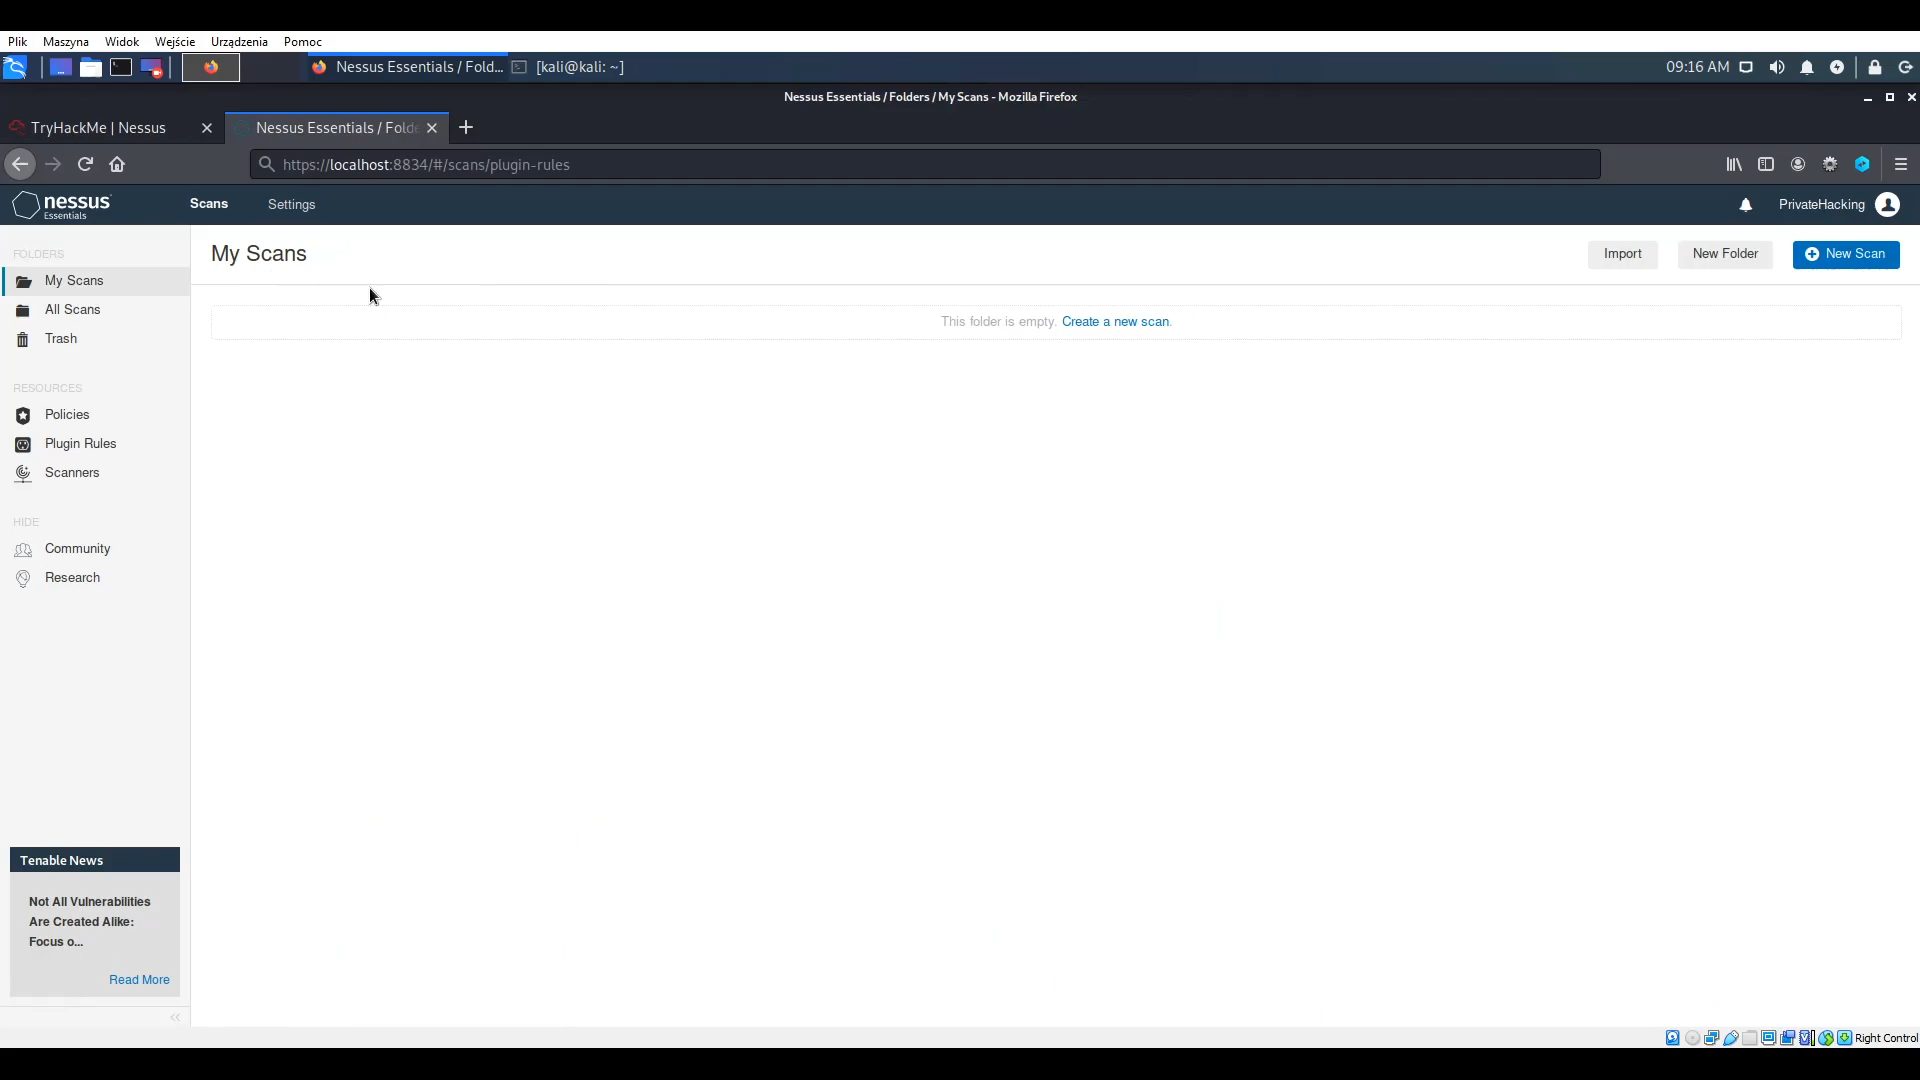 Plik Maszyna Widok Wejście Urządzenia Pomoc
Nessus Essentials / Fold... [kali@kali: ~] 09:16 AM
Nessus Essentials / Folders / My Scans - Mozilla Firefox
TryHackMe | Nessus Nessus Essentials / Folde
https://localhost:8834/#/scans/plugin-rules
nessus Essentials Scans Settings PrivateHacking
FOLDERS
My Scans
All Scans
Trash
RESOURCES
Policies
Plugin Rules
Scanners
HIDE
Community
Research
My Scans Import New Folder New Scan
This folder is empty. Create a new scan.
Tenable News
Not All Vulnerabilities
Are Created Alike:
Focus o...
Read More
Right Control